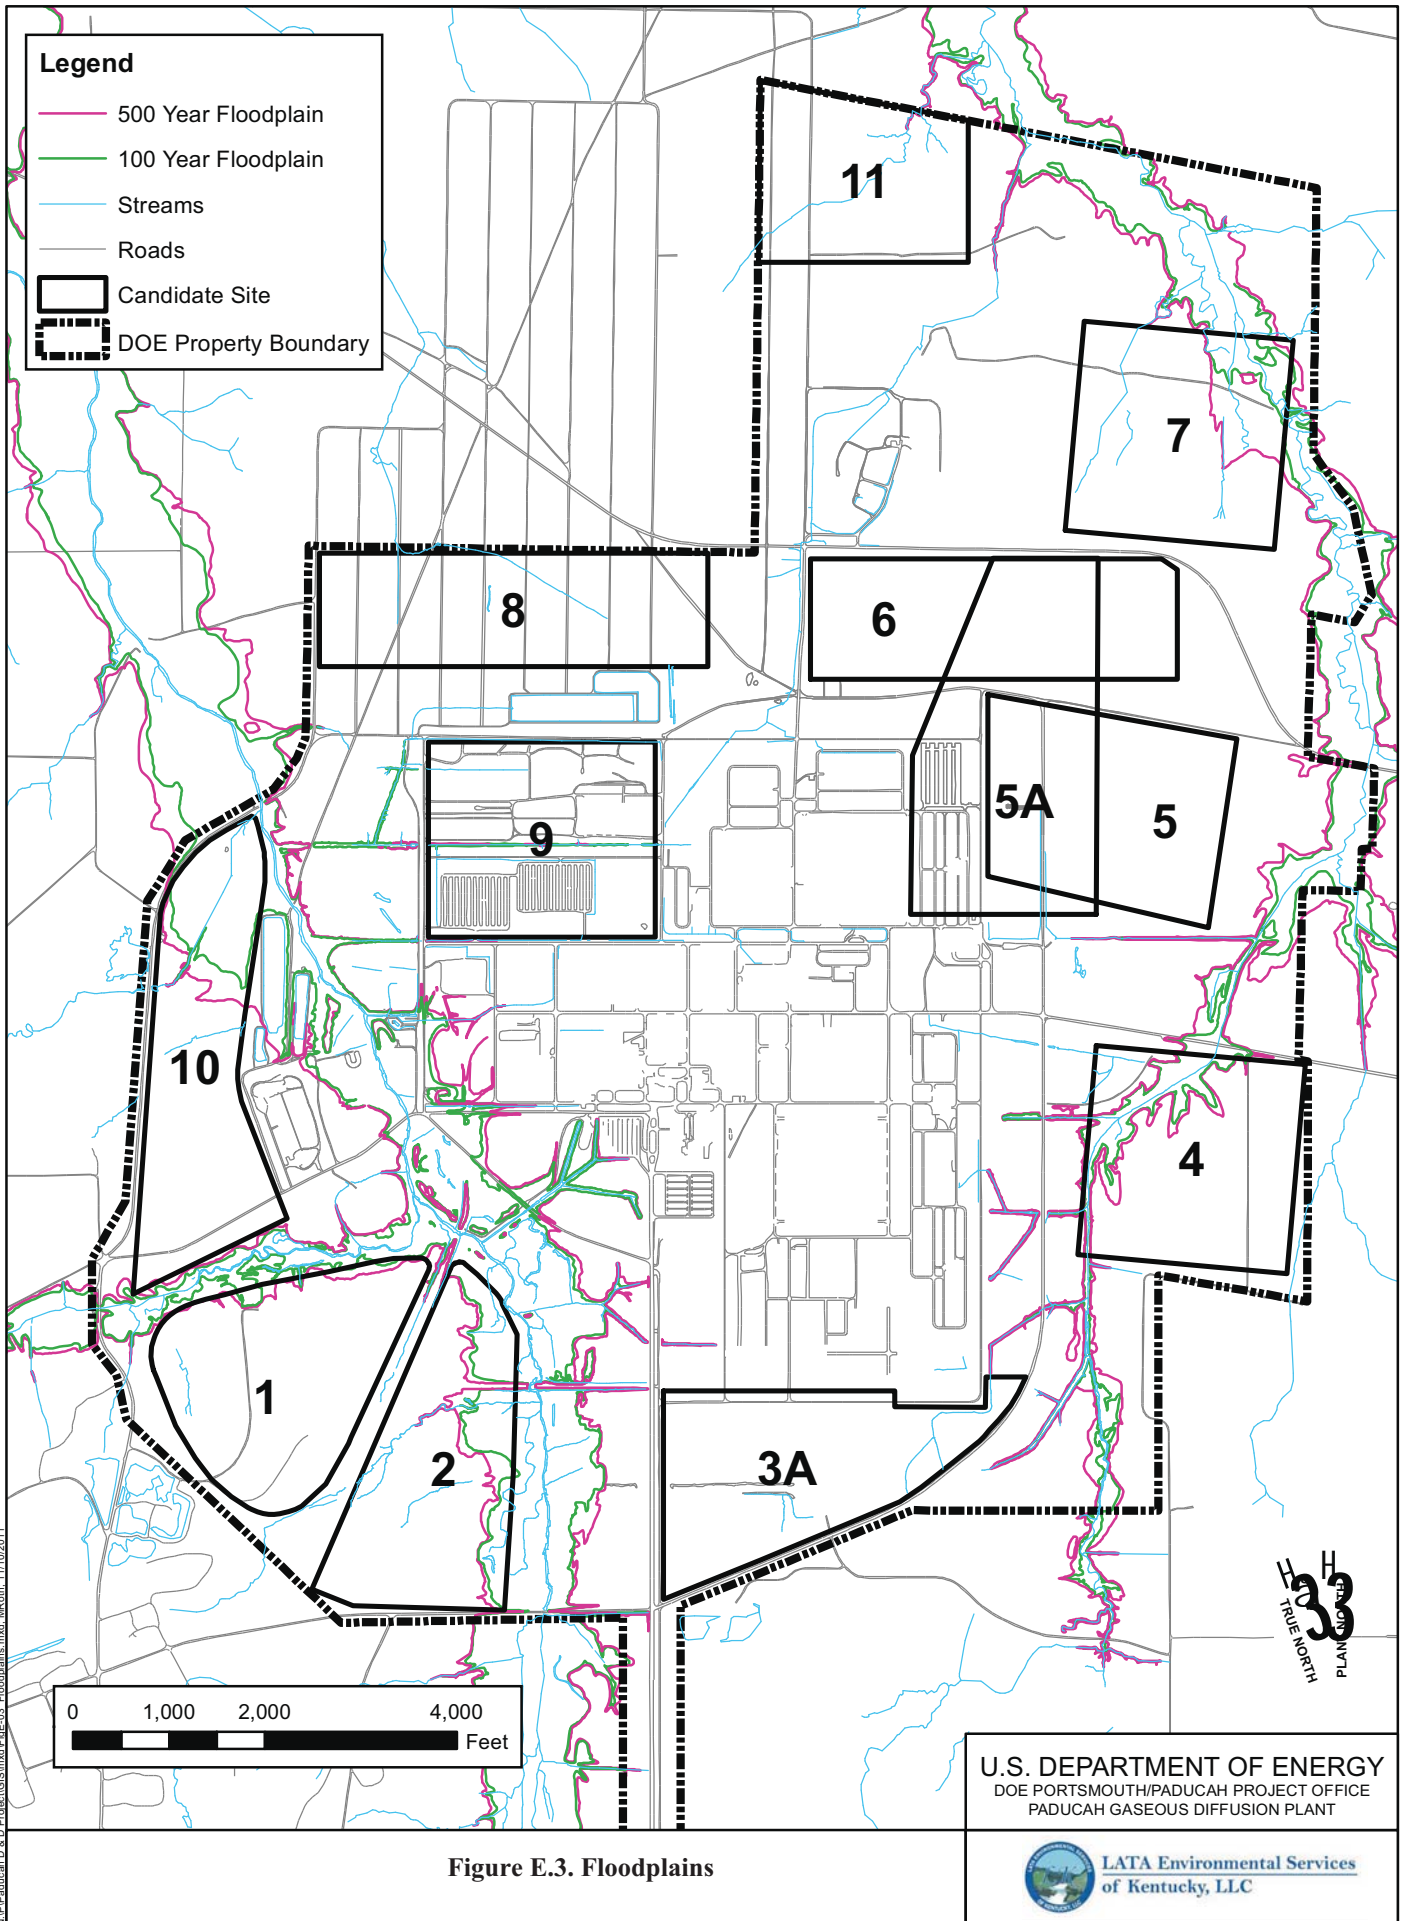 Legend
500 Year Floodplain
100 Year Floodplain
Streams
Roads
Candidate Site
DOE Property Boundary
11
7
8
6
5A
5
9
10
4
1
2
3A
TRUE NORTH
PLANT NORTH
0 1,000 2,000 4,000
Feet
U.S. DEPARTMENT OF ENERGY
DOE PORTSMOUTH/PADUCAH PROJECT OFFICE
PADUCAH GASEOUS DIFFUSION PLANT
Figure E.3. Floodplains
LATA Environmental Services
of Kentucky, LLC